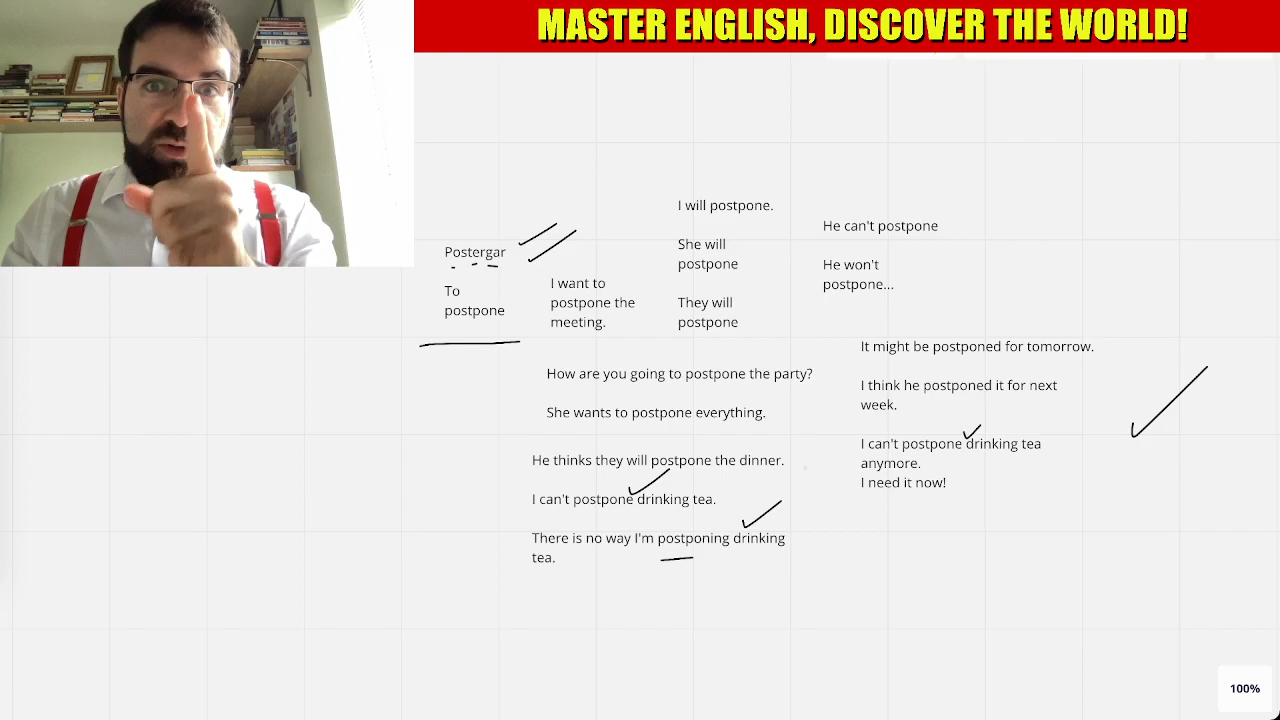 MASTER ENGLISH, DISCOVER THE WORLD!
Postergar
To
postpone
I want to
postpone the
meeting.
I will postpone.
She will
postpone
They will
postpone
He can't postpone
He won't
postpone...
How are you going to postpone the party?
She wants to postpone everything.
He thinks they will postpone the dinner.
I can't postpone drinking tea.
There is no way I'm postponing drinking
tea.
It might be postponed for tomorrow.
I think he postponed it for next
week.
I can't postpone drinking tea
anymore.
I need it now!
100%